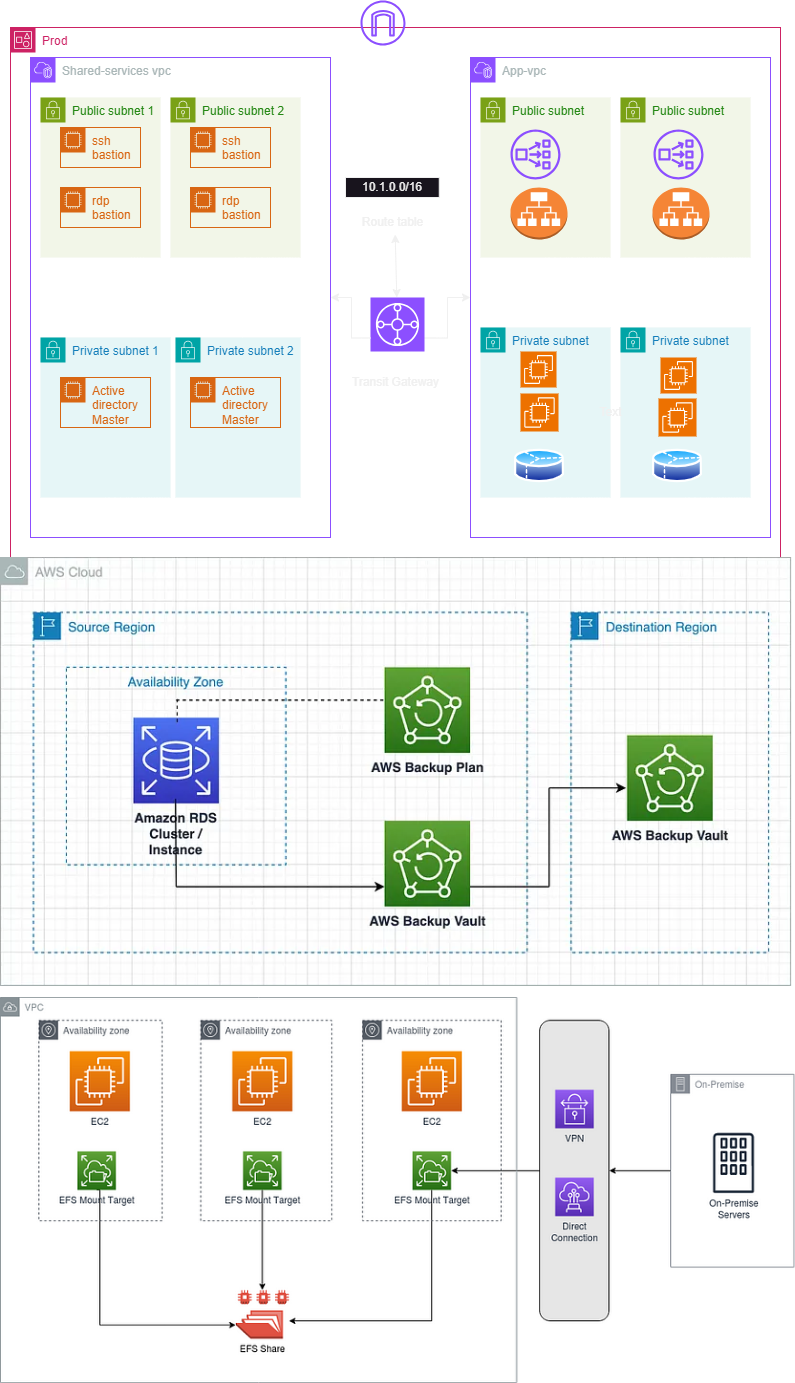 Prod
Shared-services vpc
App-vpc
Public subnet 1
Public subnet 2
Public subnet
Public subnet
ssh
bastion
ssh
bastion
rdp
bastion
rdp
bastion
10.1.0.0/16
Route table
Transit Gateway
Private subnet 1
Private subnet 2
Private subnet
Private subnet
Active
directory
Master
Active
directory
Master
AWS Cloud
Source Region
Destination Region
Availability Zone
AWS Backup Plan
Amazon RDS
Cluster /
Instance
AWS Backup Vault
AWS Backup Vault
VPC
Availability zone
Availability zone
Availability zone
EC2
EC2
EC2
EFS Mount Target
EFS Mount Target
EFS Mount Target
EFS Share
VPN
Direct
Connection
On-Premise
On-Premise
Servers